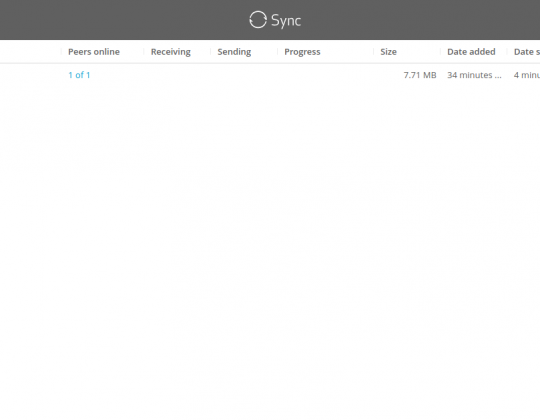 Sync
Peers online Receiving Sending Progress Size Date added Date s
1 of 1 7.71 MB 34 minutes ... 4 minu